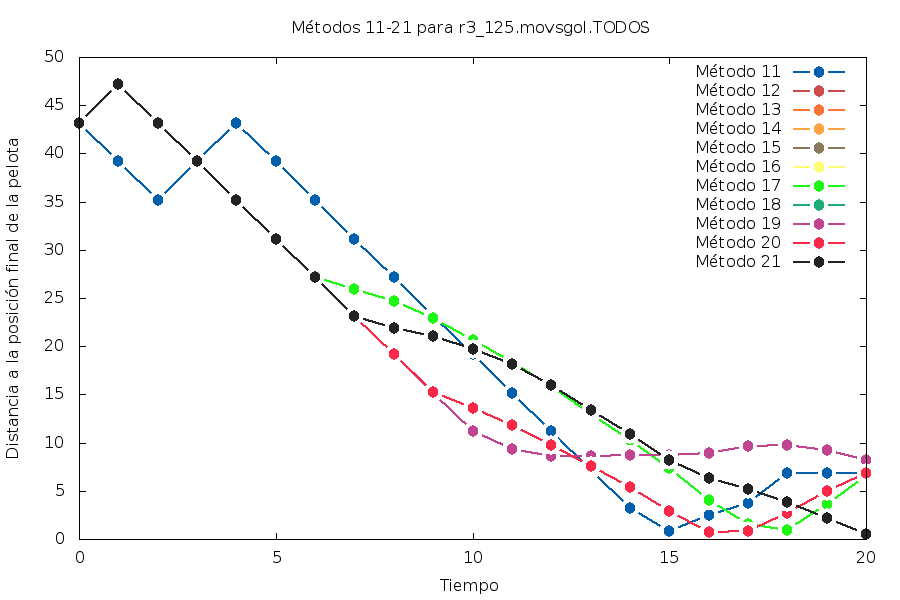 Métodos 11-21 para r3_125.movsgol.TODOS
Distancia a la posición final de la pelota
50
45
40
35
30
25
20
15
10
5
0
Método 11
Método 12
Método 13
Método 14
Método 15
Método 16
Método 17
Método 18
Método 19
Método 20
Método 21
0 5 10 15 20
Tiempo